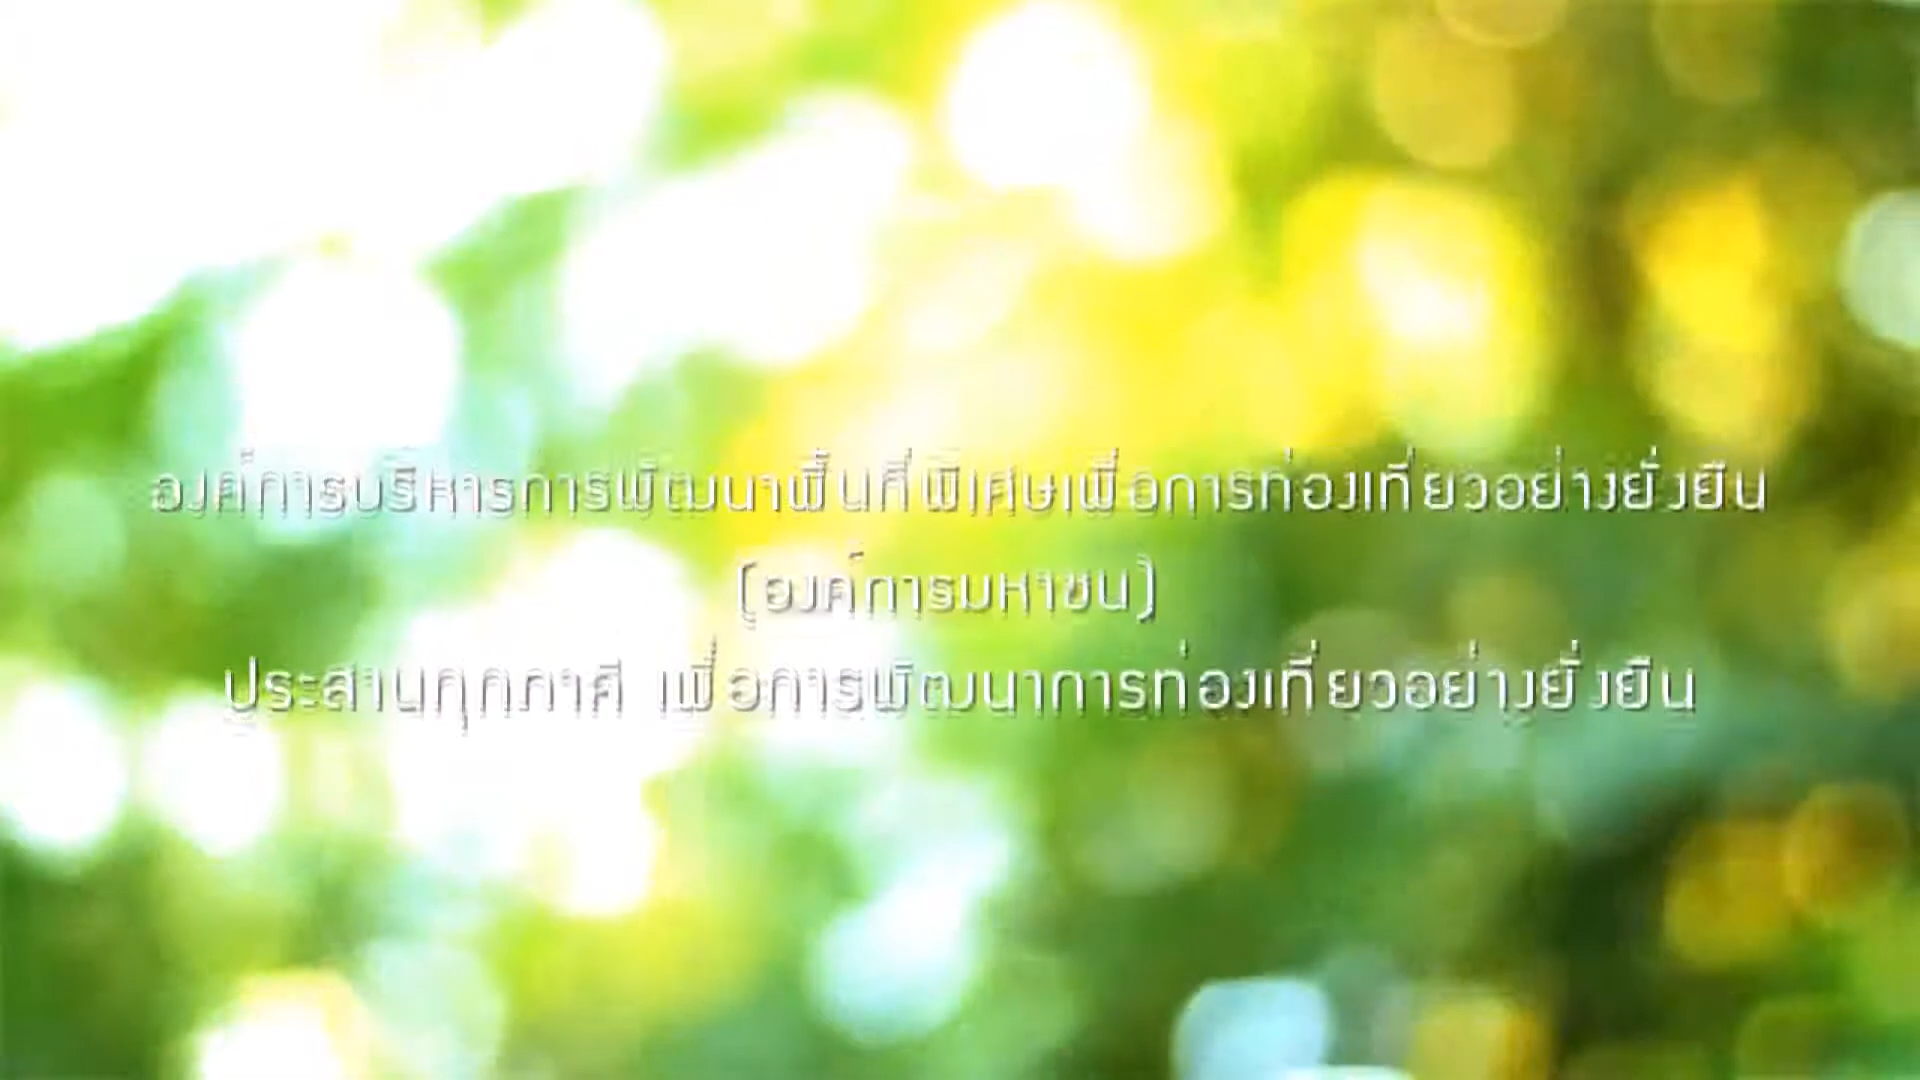 องค์การบริหารการพัฒนาพื้นที่พิเศษเพื่อการท่องเที่ยวอย่างยั่งยืน
(องค์การมหาชน)
ประสานทุกภาคี เพื่อการพัฒนาการท่องเที่ยวอย่างยั่งยืน